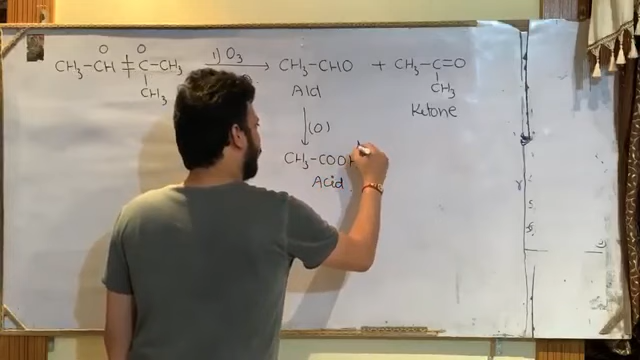 O O
CH₃-CH ╪ C-CH₃ 1) O₃ → CH₃-CHO + CH₃-C=O
CH₃ Ald CH₃
Ketone
↓(O)
CH₃-COOH
Acid